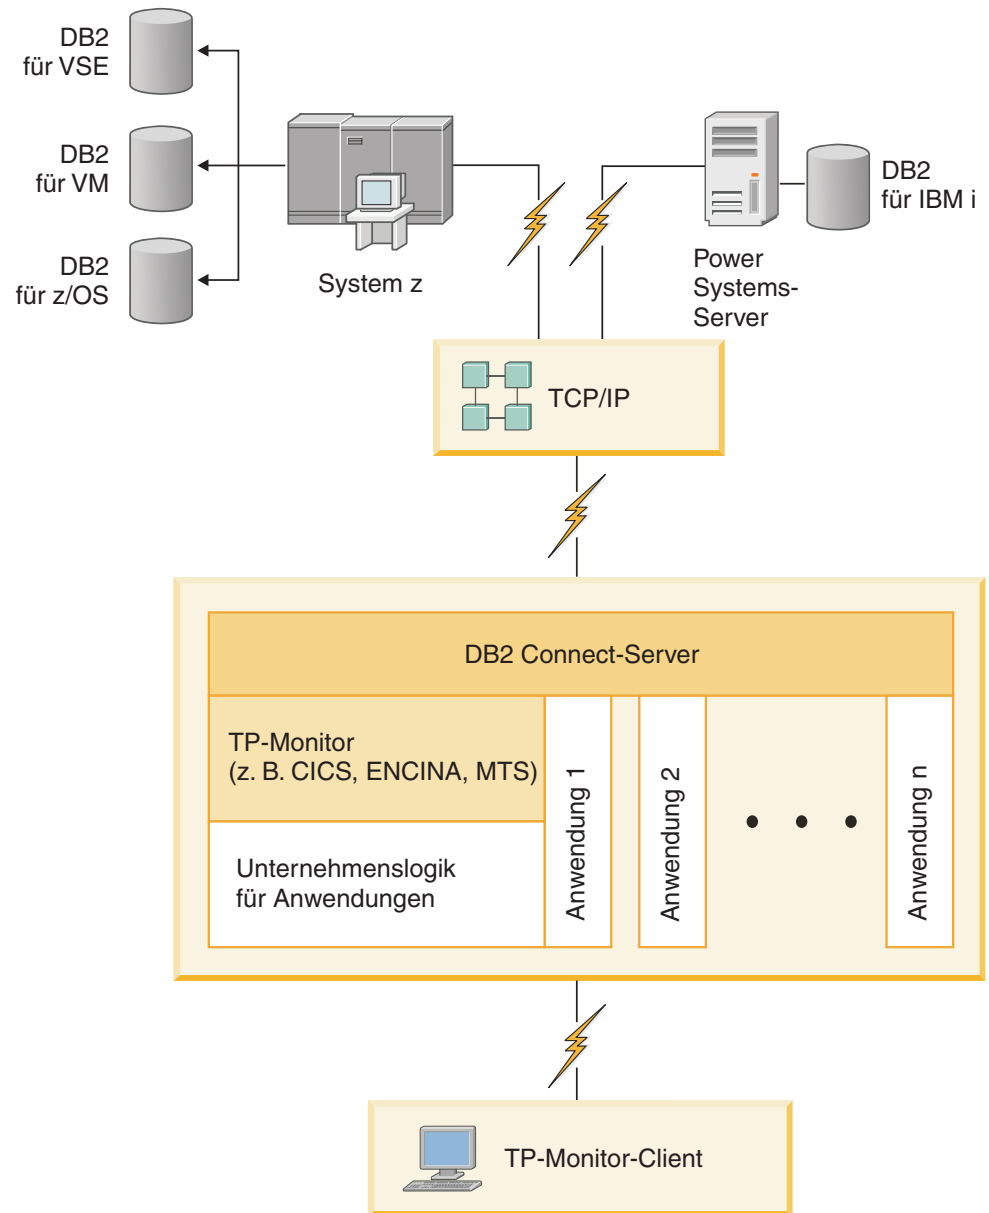 DB2
für VSE
DB2
für VM
DB2
für z/OS
System z
DB2
für IBM i
Power
Systems-
Server
TCP/IP
DB2 Connect-Server
TP-Monitor
(z. B. CICS, ENCINA, MTS)
Unternehmenslogik
für Anwendungen
Anwendung 1
Anwendung 2
Anwendung n
TP-Monitor-Client